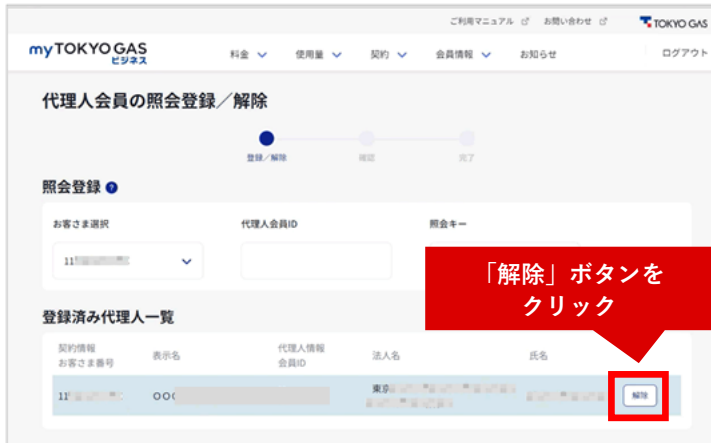 ご利用マニュアル お問い合わせ TOKYO GAS
myTOKYOGAS
ビジネス
料金 使用量 契約 会員情報 お知らせ ログアウト
代理人会員の照会登録／解除
登録／解除 確認 完了
照会登録 ?
お客さま選択 代理人会員ID 照会キー
11
「解除」ボタンを
クリック
登録済み代理人一覧
契約情報
お客さま番号
表示名
代理人情報
会員ID
法人名
氏名
11 〇〇 東京 解除